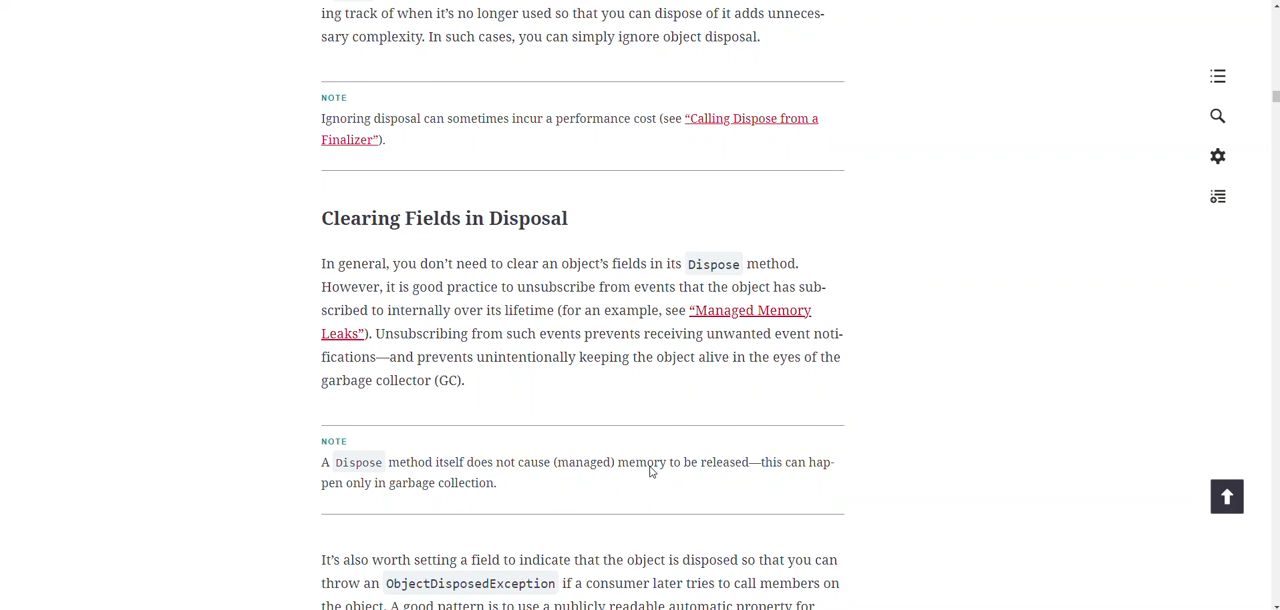 ing track of when it's no longer used so that you can dispose of it adds unneces-
sary complexity. In such cases, you can simply ignore object disposal.
NOTE
Ignoring disposal can sometimes incur a performance cost (see “Calling Dispose from a
Finalizer”).
Clearing Fields in Disposal
In general, you don’t need to clear an object’s fields in its Dispose method.
However, it is good practice to unsubscribe from events that the object has sub-
scribed to internally over its lifetime (for an example, see “Managed Memory
Leaks”). Unsubscribing from such events prevents receiving unwanted event noti-
fications—and prevents unintentionally keeping the object alive in the eyes of the
garbage collector (GC).
NOTE
A Dispose method itself does not cause (managed) memory to be released—this can hap-
pen only in garbage collection.
It’s also worth setting a field to indicate that the object is disposed so that you can
throw an ObjectDisposedException if a consumer later tries to call members on
the object. A good pattern is to use a publicly readable automatic property for